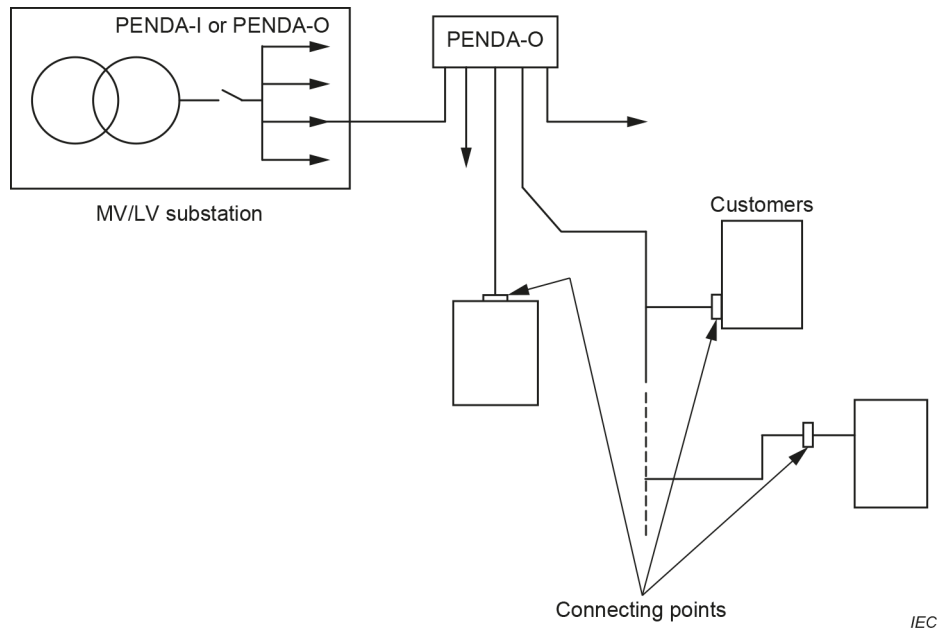 PENDA-I or PENDA-O
PENDA-O
MV/LV substation
Customers
Connecting points
IEC